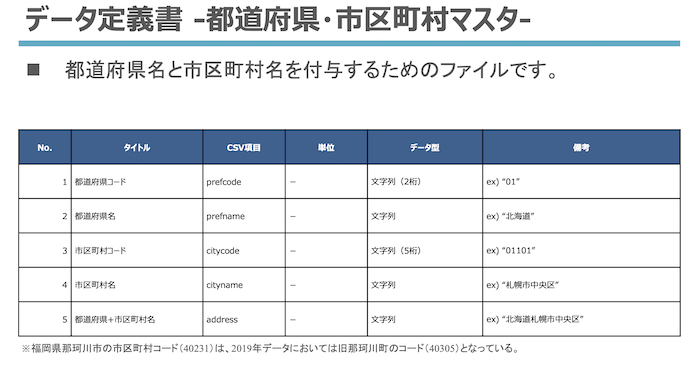 データ定義書 -都道府県・市区町村マスタ-
■ 都道府県名と市区町村名を付与するためのファイルです。
No. タイトル CSV項目 単位 データ型 備考
1 都道府県コード prefcode － 文字列（2桁） ex) “01”
2 都道府県名 prefname － 文字列 ex) “北海道”
3 市区町村コード citycode － 文字列（5桁） ex) “01101”
4 市区町村名 cityname － 文字列 ex) “札幌市中央区”
5 都道府県+市区町村名 address － 文字列 ex) “北海道札幌市中央区”
※福岡県那珂川市の市区町村コード（40231）は、2019年データにおいては旧那珂川町のコード（40305）となっている。